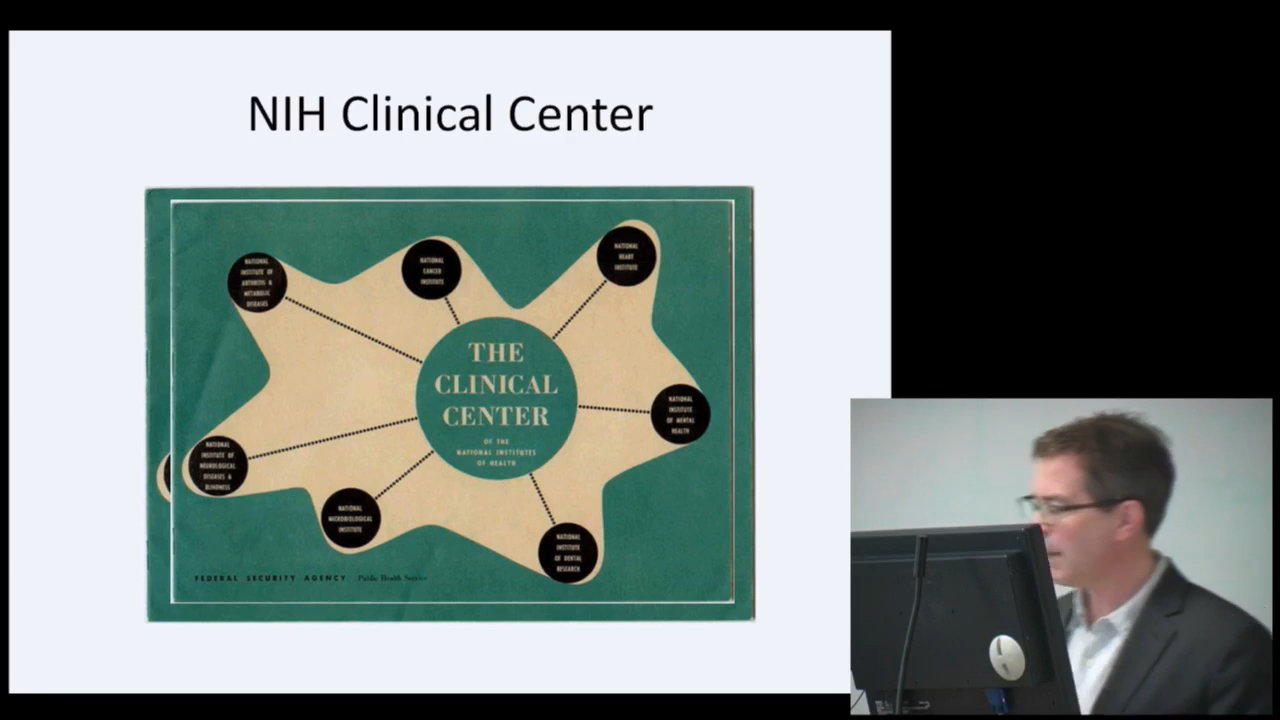 NIH Clinical Center
NATIONAL
INSTITUTE OF
ARTHRITIS &
METABOLIC
DISEASES
NATIONAL
CANCER
INSTITUTE
NATIONAL
HEART
INSTITUTE
THE
CLINICAL
CENTER
OF THE
NATIONAL INSTITUTES
OF HEALTH
NATIONAL
INSTITUTE
OF MENTAL
HEALTH
NATIONAL
INSTITUTE OF
NEUROLOGICAL
DISEASES &
BLINDNESS
NATIONAL
MICROBIOLOGICAL
INSTITUTE
NATIONAL
INSTITUTE
OF DENTAL
RESEARCH
FEDERAL SECURITY AGENCY Public Health Service